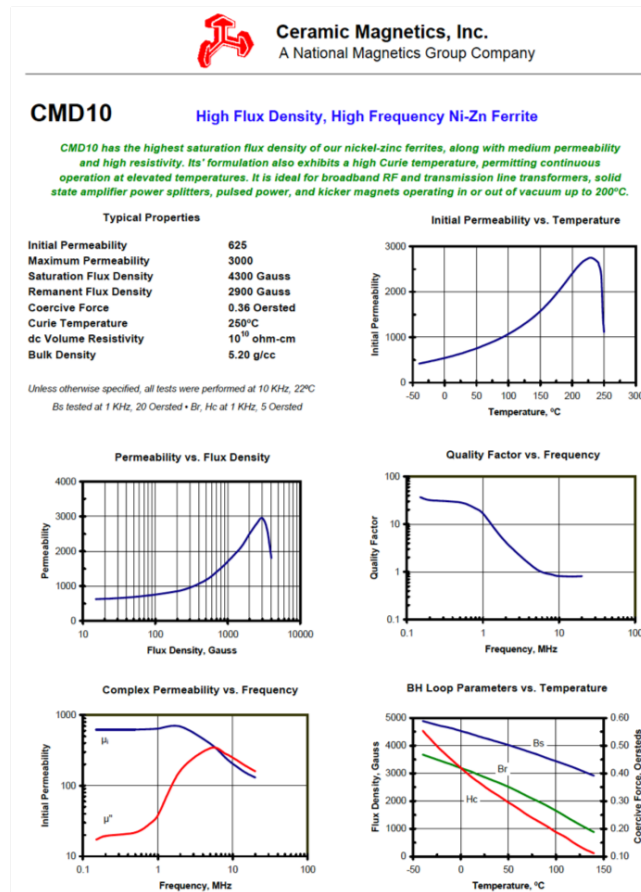 Ceramic Magnetics, Inc.
A National Magnetics Group Company
CMD10
High Flux Density, High Frequency Ni-Zn Ferrite
CMD10 has the highest saturation flux density of our nickel-zinc ferrites, along with medium permeability
and high resistivity. Its' formulation also exhibits a high Curie temperature, permitting continuous
operation at elevated temperatures. It is ideal for broadband RF and transmission line transformers, solid
state amplifier power splitters, pulsed power, and kicker magnets operating in or out of vacuum up to 200ºC.
Typical Properties
Initial Permeability 625
Maximum Permeability 3000
Saturation Flux Density 4300 Gauss
Remanent Flux Density 2900 Gauss
Coercive Force 0.36 Oersted
Curie Temperature 250ºC
dc Volume Resistivity 10¹⁰ ohm-cm
Bulk Density 5.20 g/cc
Unless otherwise specified, all tests were performed at 10 KHz, 22ºC
Bs tested at 1 KHz, 20 Oersted • Br, Hc at 1 KHz, 5 Oersted
Initial Permeability vs. Temperature
Initial Permeability
3000
2000
1000
0
-50 0 50 100 150 200 250 300
Temperature, ºC
Permeability vs. Flux Density
Permeability
4000
3000
2000
1000
0
10 100 1000 10000
Flux Density, Gauss
Quality Factor vs. Frequency
Quality Factor
100
10
1
0.1
0.1 1 10 100
Frequency, MHz
Complex Permeability vs. Frequency
Initial Permeability
1000
100
10
µᵢ
µ"
0.1 1 10 100
Frequency, MHz
BH Loop Parameters vs. Temperature
Flux Density, Gauss
5000
4000
3000
2000
1000
0
Bs
Br
Hc
0.60
0.50
0.40
0.30
0.20
0.10
Coercive Force, Oersteds
-50 0 50 100 150
Temperature, ºC